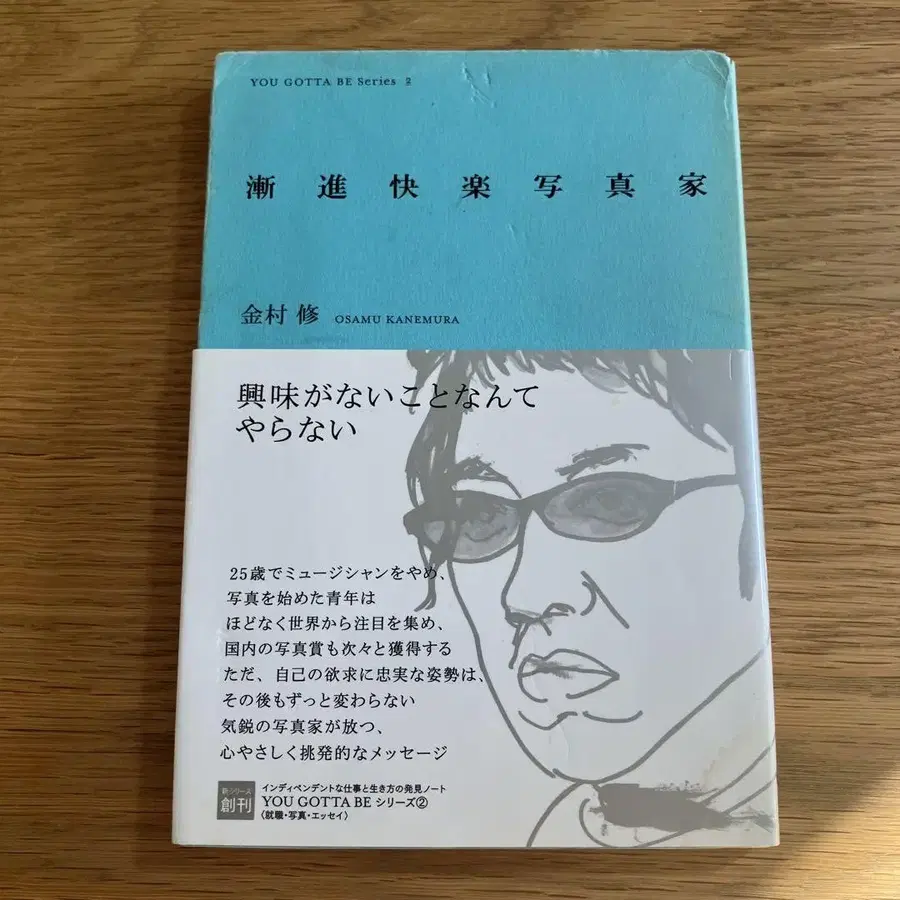 YOU GOTTA BE Series 2
漸進快楽写真家
金村 修 OSAMU KANEMURA
興味がないことなんて
やらない
25歳でミュージシャンをやめ、
写真を始めた青年は
ほどなく世界から注目を集め、
国内の写真賞も次々と獲得する
ただ、自己の欲求に忠実な姿勢は、
その後もずっと変わらない
気鋭の写真家が放つ、
心やさしく挑発的なメッセージ
新シリーズ
創刊
インディペンデントな仕事と生き方の発見ノート
YOU GOTTA BE シリーズ②
〈就職・写真・エッセイ〉